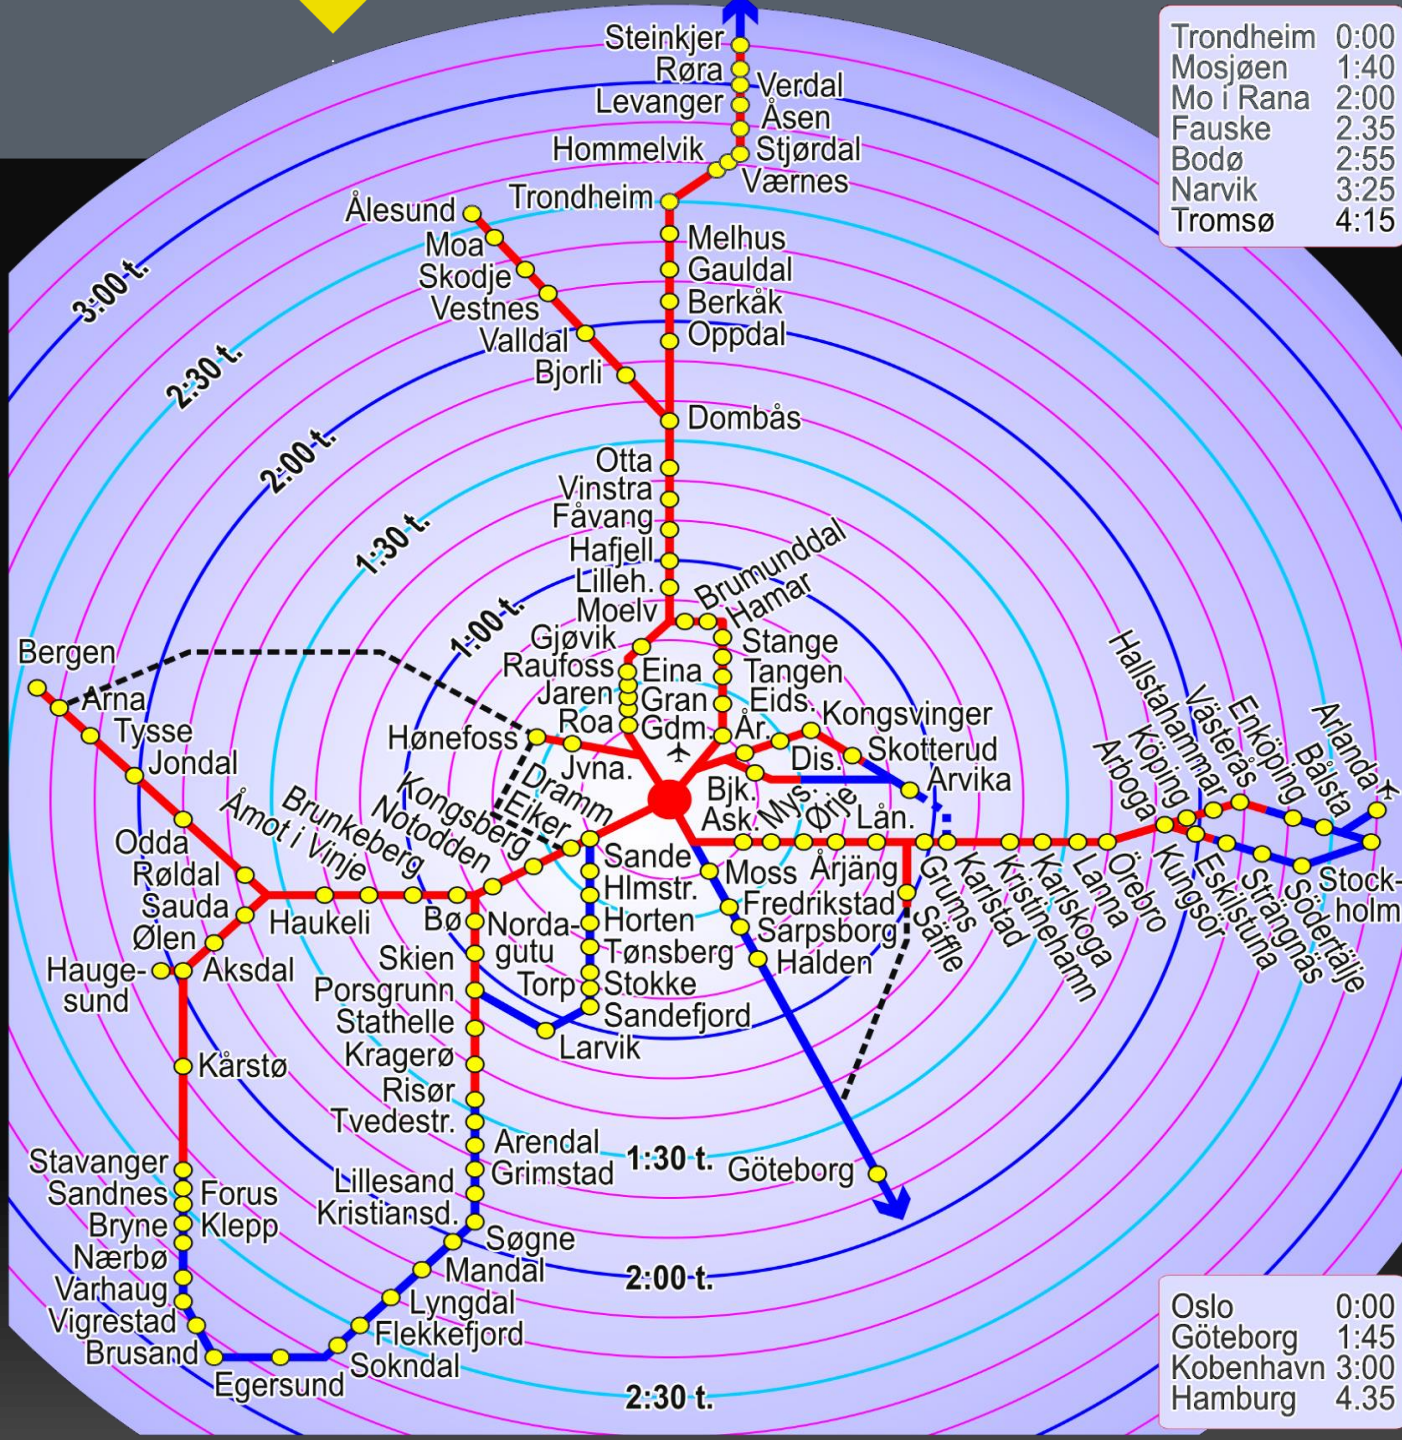 Steinkjer
Røra
Verdal
Levanger
Åsen
Hommelvik
Stjørdal
Værnes
Trondheim
Ålesund
Moa
Melhus
Skodje
Gauldal
Vestnes
Berkåk
Valldal
Oppdal
Bjorli
Dombås
Otta
Vinstra
Fåvang
Hafjell
Lilleh.
Moelv
Brumunddal
Hamar
Gjøvik
Stange
Raufoss
Eina
Tangen
Jaren
Gran
Eids.
Roa
Gdm.
År.
Kongsvinger
Hønefoss
Jvna.
Dis.
Skotterud
Arvika
Bjk.
Mys.
Ørje
Ask.
Lån.
Årjäng
Grums
Säffle
Karlstad
Kristinehamn
Karlskoga
Lanna
Örebro
Arboga
Köping
Hallstahammar
Västerås
Enköping
Bålsta
Arlanda
Kungsör
Eskilstuna
Strängnäs
Södertälje
Stock-
holm
Moss
Fredrikstad
Sarpsborg
Halden
Göteborg
Dramm.
Eiker
Kongsberg
Notodden
Brunkeberg
Åmot i Vinje
Haukeli
Bø
Sande
Hlmstr.
Horten
Tønsberg
Torp
Stokke
Sandefjord
Larvik
Norda-
gutu
Skien
Porsgrunn
Stathelle
Kragerø
Risør
Tvedestr.
Arendal
Grimstad
Lillesand
Kristiansd.
Søgne
Mandal
Lyngdal
Flekkefjord
Sokndal
Egersund
Brusand
Vigrestad
Varhaug
Nærbø
Bryne
Klepp
Sandnes
Forus
Stavanger
Kårstø
Hauge-
sund
Aksdal
Ølen
Sauda
Røldal
Odda
Jondal
Tysse
Arna
Bergen
3:00 t.
2:30 t.
2:00 t.
1:30 t.
1:00 t.
1:30 t.
2:00 t.
2:30 t.
Trondheim 0:00
Mosjøen 1:40
Mo i Rana 2:00
Fauske 2.35
Bodø 2:55
Narvik 3:25
Tromsø 4:15
Oslo 0:00
Göteborg 1:45
Kobenhavn 3:00
Hamburg 4.35